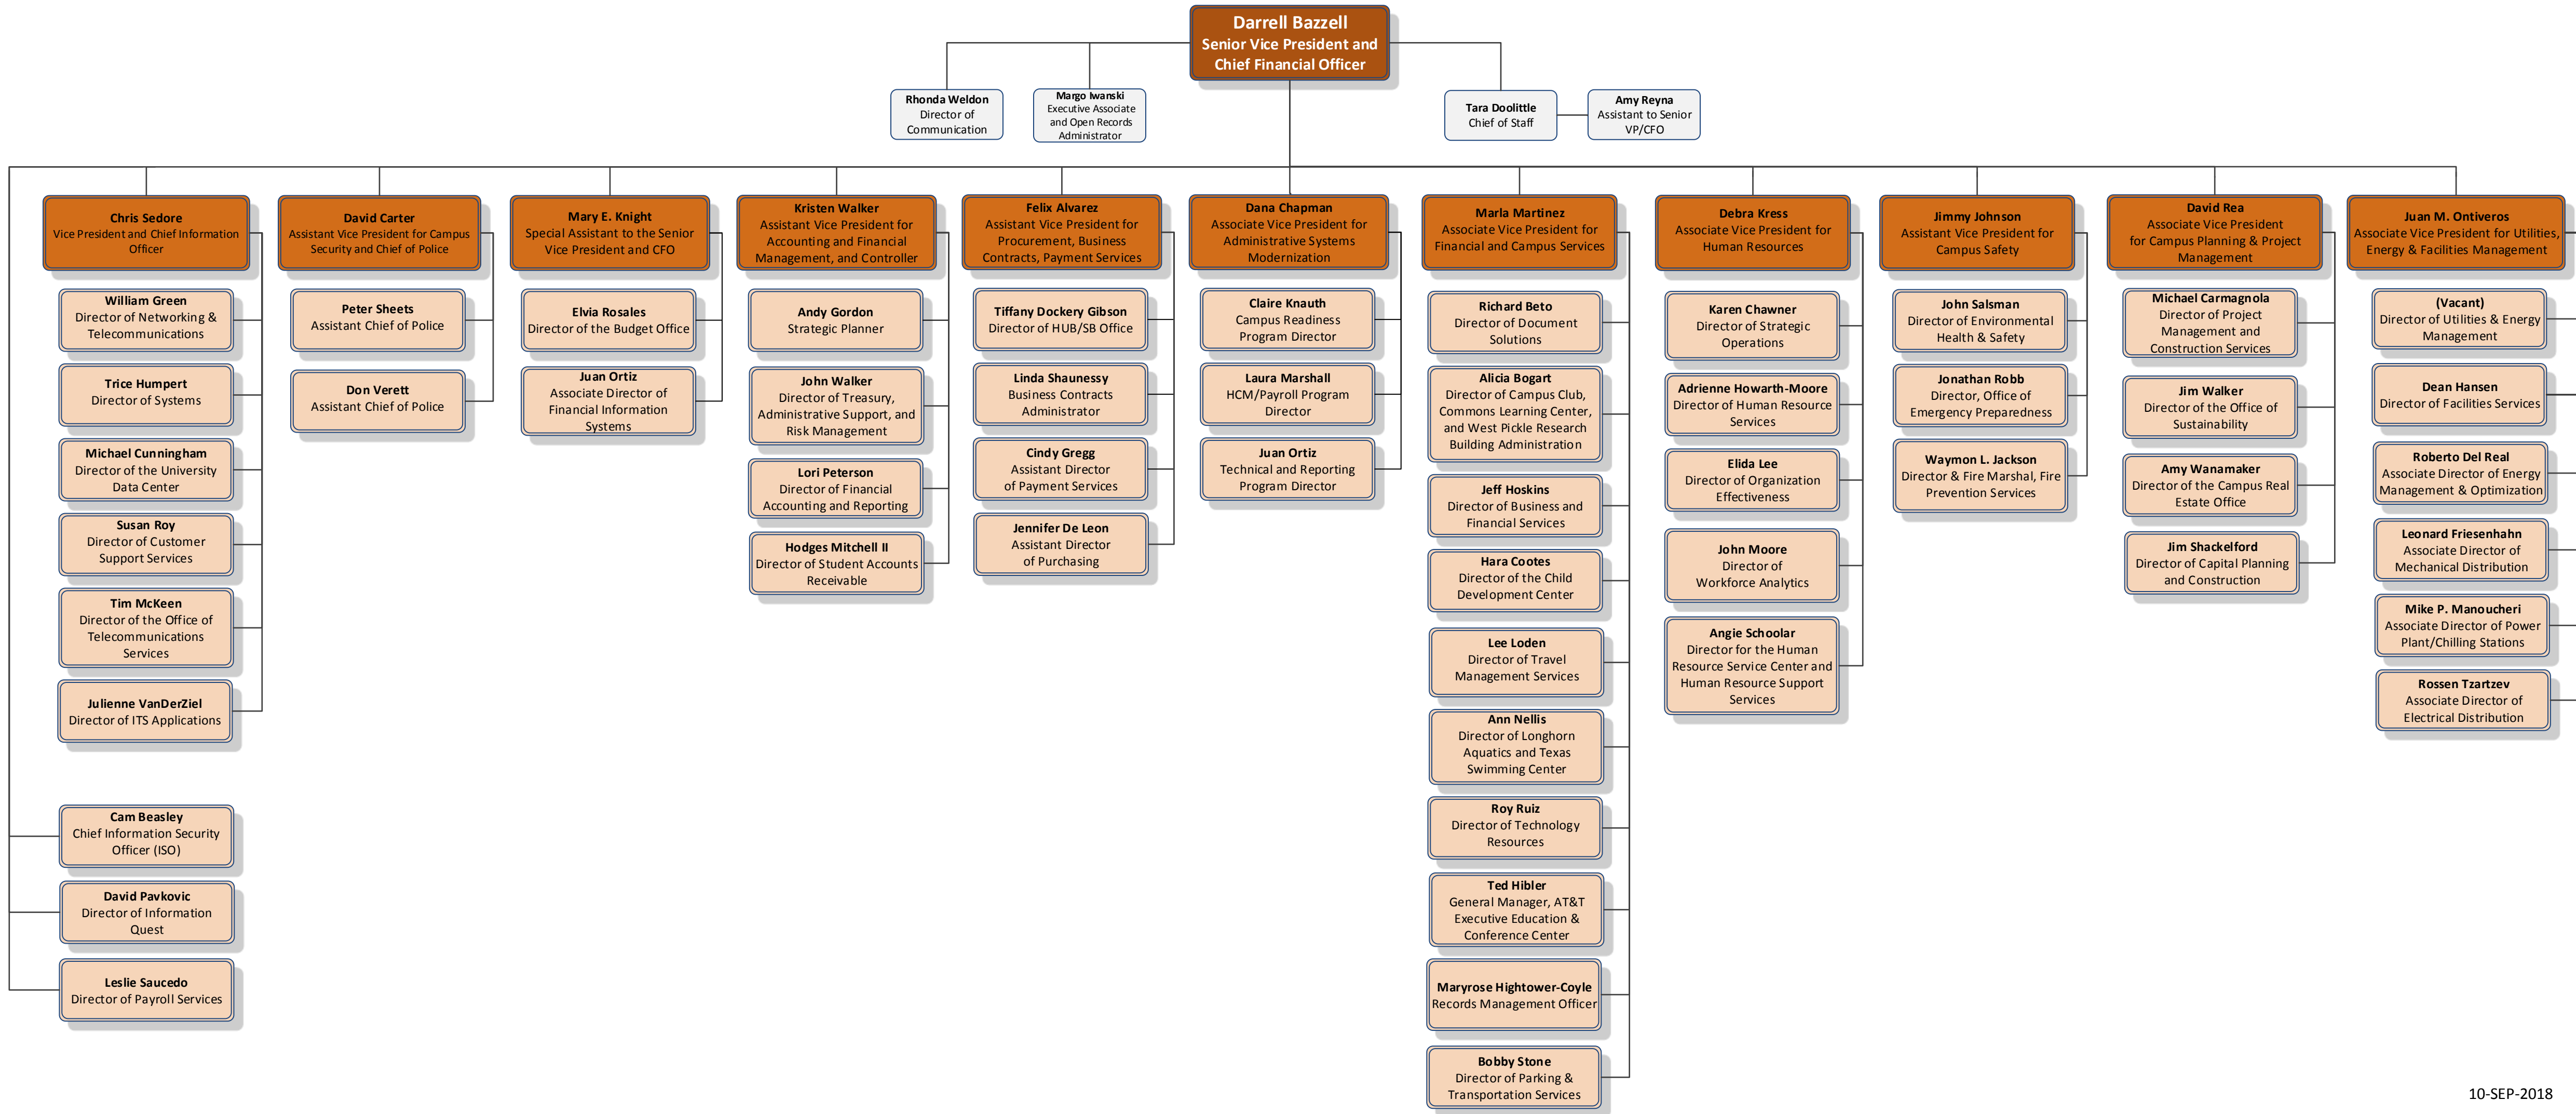 Darrell Bazzell
Senior Vice President and
Chief Financial Officer
Rhonda Weldon
Director of
Communication
Margo Iwanski
Executive Associate
and Open Records
Administrator
Tara Doolittle
Chief of Staff
Amy Reyna
Assistant to Senior
VP/CFO
Chris Sedore
Vice President and Chief Information
Officer
William Green
Director of Networking &
Telecommunications
Trice Humpert
Director of Systems
Michael Cunningham
Director of the University
Data Center
Susan Roy
Director of Customer
Support Services
Tim McKeen
Director of the Office of
Telecommunications
Services
Julienne VanDerZiel
Director of ITS Applications
Cam Beasley
Chief Information Security
Officer (ISO)
David Pavkovic
Director of Information
Quest
Leslie Saucedo
Director of Payroll Services
David Carter
Assistant Vice President for Campus
Security and Chief of Police
Peter Sheets
Assistant Chief of Police
Don Verett
Assistant Chief of Police
Mary E. Knight
Special Assistant to the Senior
Vice President and CFO
Elvia Rosales
Director of the Budget Office
Juan Ortiz
Associate Director of
Financial Information
Systems
Kristen Walker
Assistant Vice President for
Accounting and Financial
Management, and Controller
Andy Gordon
Strategic Planner
John Walker
Director of Treasury,
Administrative Support, and
Risk Management
Lori Peterson
Director of Financial
Accounting and Reporting
Hodges Mitchell II
Director of Student Accounts
Receivable
Felix Alvarez
Assistant Vice President for
Procurement, Business
Contracts, Payment Services
Tiffany Dockery Gibson
Director of HUB/SB Office
Linda Shaunessy
Business Contracts
Administrator
Cindy Gregg
Assistant Director
of Payment Services
Jennifer De Leon
Assistant Director
of Purchasing
Dana Chapman
Associate Vice President for
Administrative Systems
Modernization
Claire Knauth
Campus Readiness
Program Director
Laura Marshall
HCM/Payroll Program
Director
Juan Ortiz
Technical and Reporting
Program Director
Marla Martinez
Associate Vice President for
Financial and Campus Services
Richard Beto
Director of Document
Solutions
Alicia Bogart
Director of Campus Club,
Commons Learning Center,
and West Pickle Research
Building Administration
Jeff Hoskins
Director of Business and
Financial Services
Hara Cootes
Director of the Child
Development Center
Lee Loden
Director of Travel
Management Services
Ann Nellis
Director of Longhorn
Aquatics and Texas
Swimming Center
Roy Ruiz
Director of Technology
Resources
Ted Hibler
General Manager, AT&T
Executive Education &
Conference Center
Maryrose Hightower-Coyle
Records Management Officer
Bobby Stone
Director of Parking &
Transportation Services
Debra Kress
Associate Vice President for
Human Resources
Karen Chawner
Director of Strategic
Operations
Adrienne Howarth-Moore
Director of Human Resource
Services
Elida Lee
Director of Organization
Effectiveness
John Moore
Director of
Workforce Analytics
Angie Schoolar
Director for the Human
Resource Service Center and
Human Resource Support
Services
Jimmy Johnson
Assistant Vice President for
Campus Safety
John Salsman
Director of Environmental
Health & Safety
Jonathan Robb
Director, Office of
Emergency Preparedness
Waymon L. Jackson
Director & Fire Marshal, Fire
Prevention Services
David Rea
Associate Vice President
for Campus Planning & Project
Management
Michael Carmagnola
Director of Project
Management and
Construction Services
Jim Walker
Director of the Office of
Sustainability
Amy Wanamaker
Director of the Campus Real
Estate Office
Jim Shackelford
Director of Capital Planning
and Construction
Juan M. Ontiveros
Associate Vice President for Utilities,
Energy & Facilities Management
(Vacant)
Director of Utilities & Energy
Management
Dean Hansen
Director of Facilities Services
Roberto Del Real
Associate Director of Energy
Management & Optimization
Leonard Friesenhahn
Associate Director of
Mechanical Distribution
Mike P. Manoucheri
Associate Director of Power
Plant/Chilling Stations
Rossen Tzartzev
Associate Director of
Electrical Distribution
10-SEP-2018